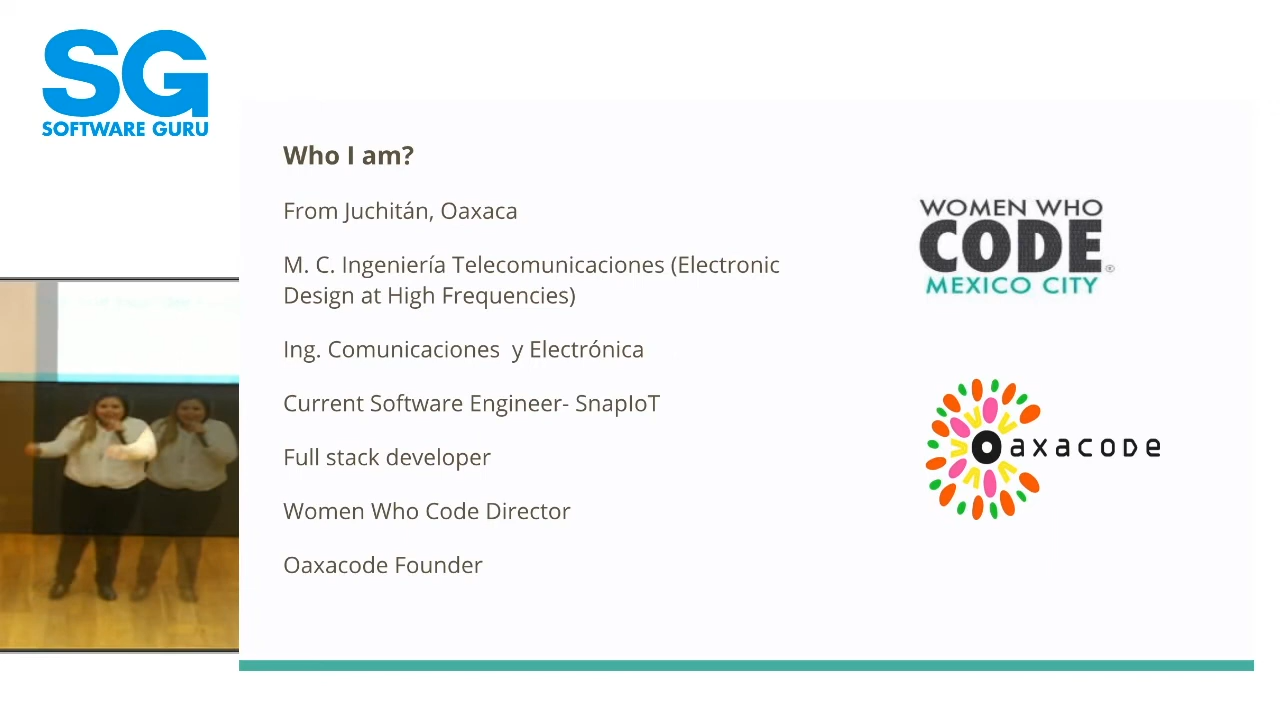 SG
SOFTWARE GURU
Who I am?
From Juchitán, Oaxaca
M. C. Ingeniería Telecomunicaciones (Electronic
Design at High Frequencies)
Ing. Comunicaciones  y Electrónica
Current Software Engineer- SnapIoT
Full stack developer
Women Who Code Director
Oaxacode Founder
WOMEN WHO
CODE®
MEXICO CITY
oaxacode